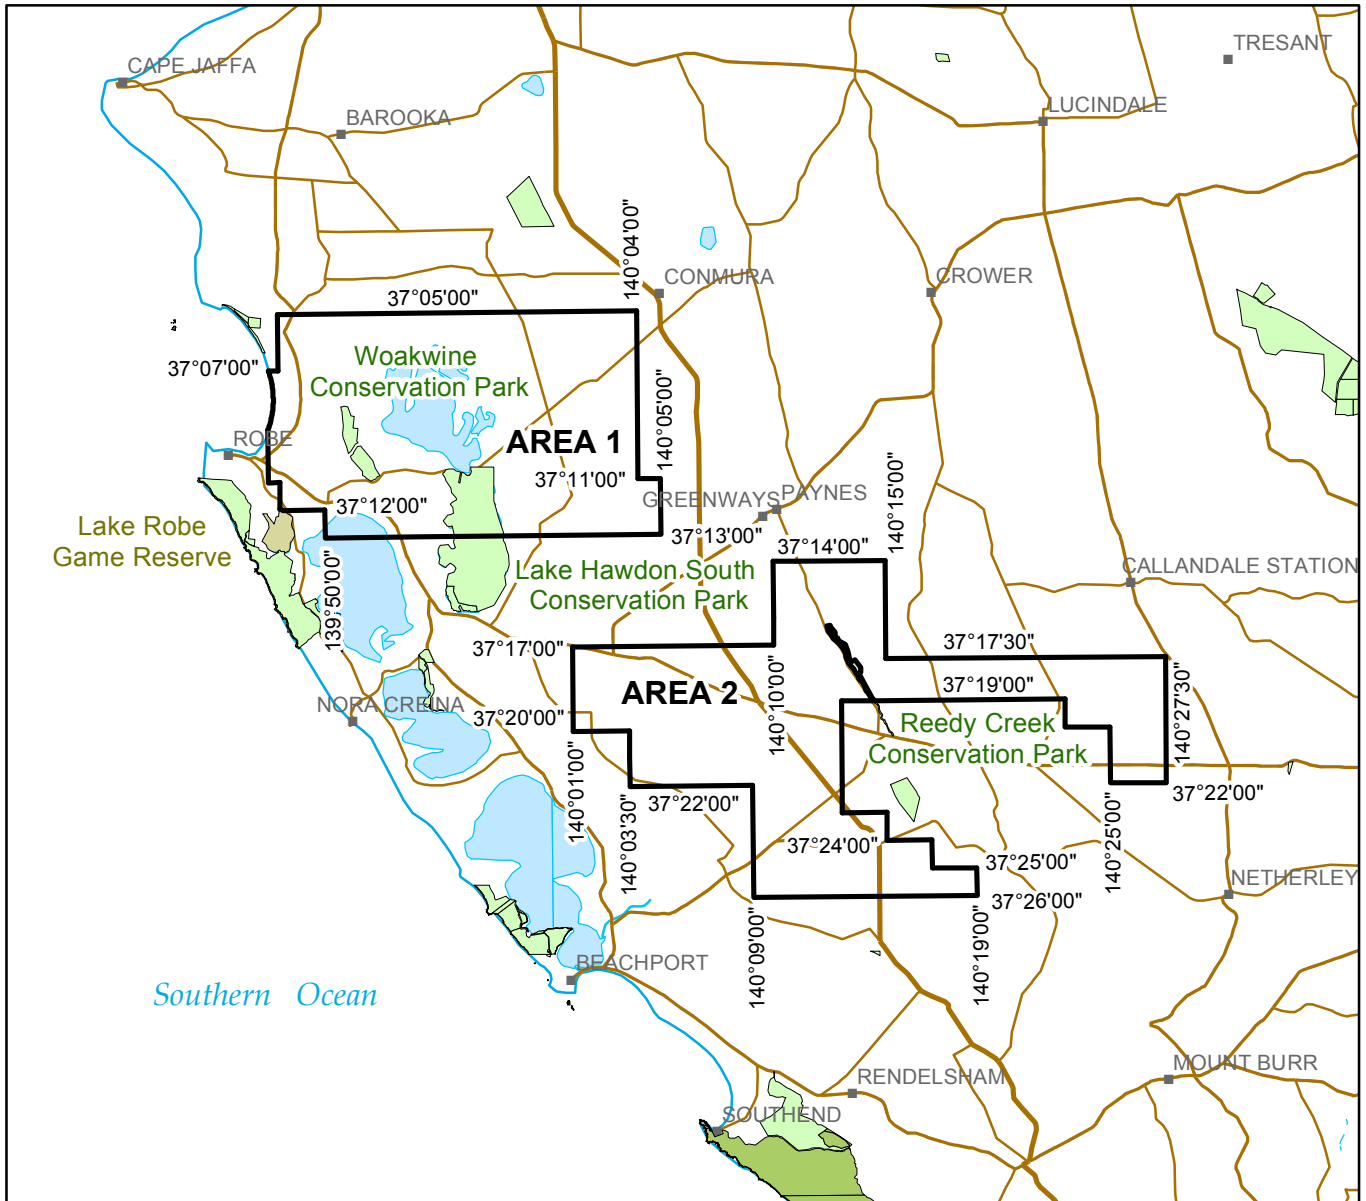 TRESANT
CAPE JAFFA
LUCINDALE
BAROOKA
140°04'00"
CONMURA
CROWER
37°05'00"
37°07'00"
Woakwine
Conservation Park
140°05'00"
AREA 1
ROBE
37°11'00"
140°15'00"
37°12'00"
GREENWAYS
PAYNES
Lake Robe
Game Reserve
37°13'00"
37°14'00"
Lake Hawdon South
Conservation Park
CALLANDALE STATION
139°50'00"
37°17'00"
37°17'30"
AREA 2
140°10'00"
37°19'00"
140°27'30"
NORA CREINA
37°20'00"
Reedy Creek
Conservation Park
140°01'00"
140°03'30"
37°22'00"
37°22'00"
37°24'00"
140°25'00"
37°25'00"
NETHERLEY
37°26'00"
140°09'00"
140°19'00"
BEACHPORT
Southern Ocean
RENDELSHAM
MOUNT BURR
SOUTHEND